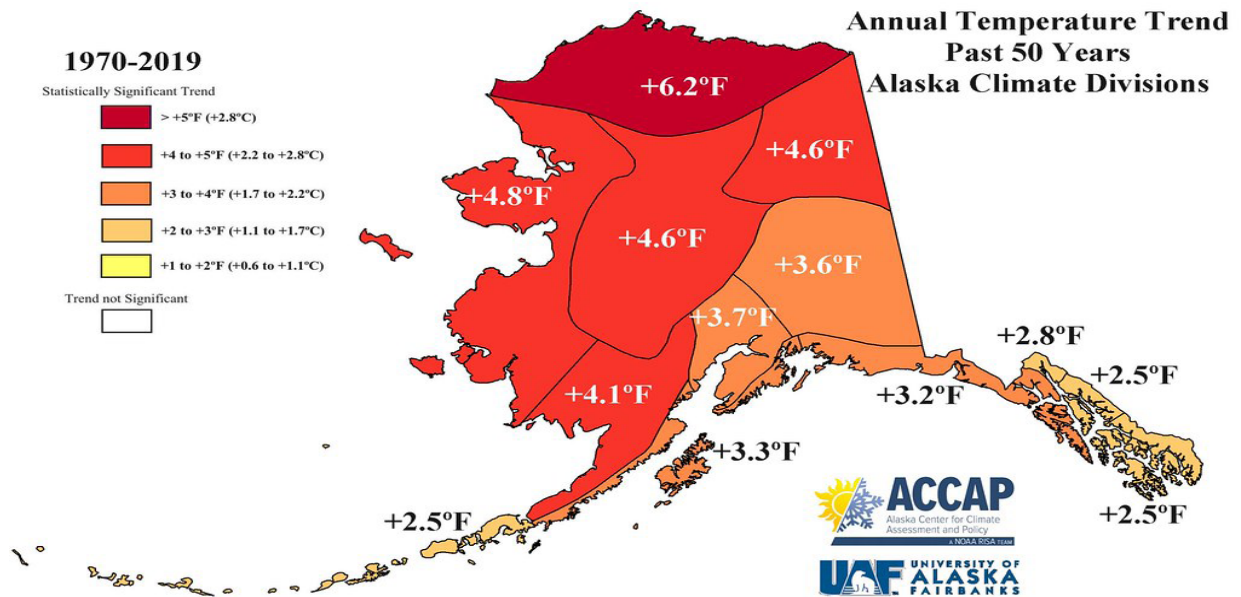 Annual Temperature Trend
Past 50 Years
Alaska Climate Divisions
1970-2019
Statistically Significant Trend
> +5ºF (+2.8ºC)
+4 to +5ºF (+2.2 to +2.8ºC)
+3 to +4ºF (+1.7 to +2.2ºC)
+2 to +3ºF (+1.1 to +1.7ºC)
+1 to +2ºF (+0.6 to +1.1ºC)
Trend not Significant
+6.2ºF
+4.6ºF
+4.8ºF
+4.6ºF
+3.6ºF
+3.7ºF
+2.8ºF
+2.5ºF
+4.1ºF
+3.2ºF
+3.3ºF
+2.5ºF
+2.5ºF
ACCAP
Alaska Center for Climate
Assessment and Policy
A NOAA RISA TEAM
UAF UNIVERSITY OF
ALASKA
FAIRBANKS